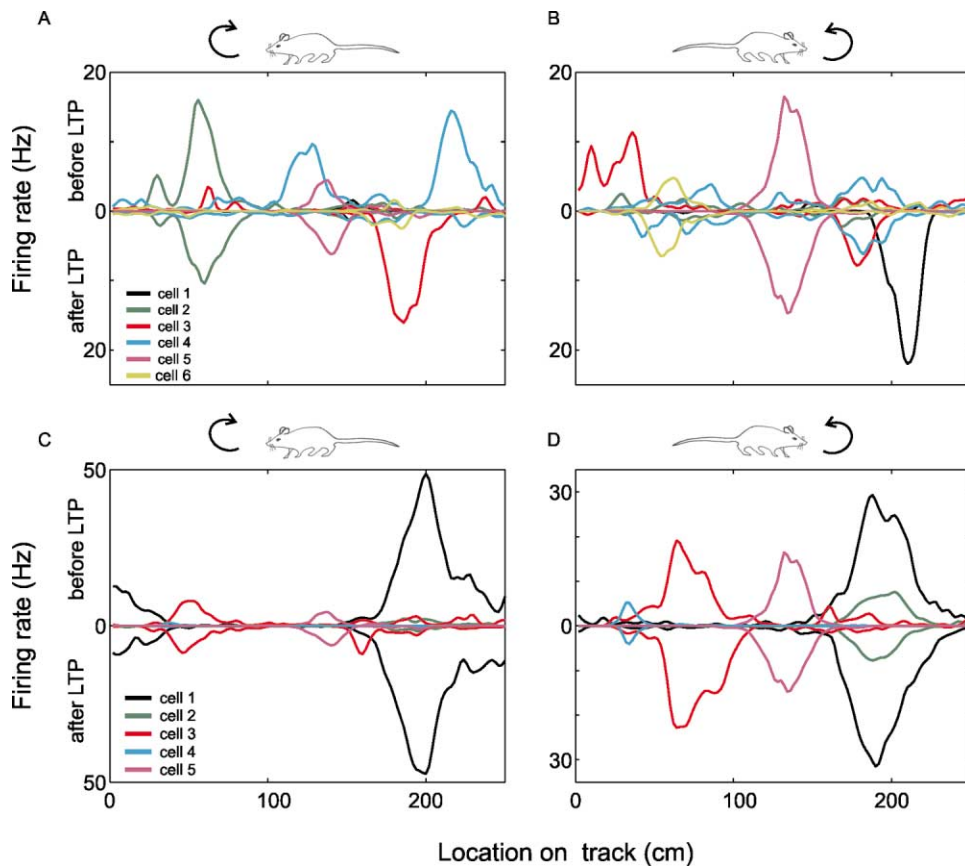 A
B
20
20
Firing rate (Hz)
before LTP
0
0
after LTP
cell 1
cell 2
cell 3
cell 4
cell 5
cell 6
20
20
C
D
50
30
Firing rate (Hz)
before LTP
0
0
after LTP
cell 1
cell 2
cell 3
cell 4
cell 5
30
50
0
100
200
0
100
200
Location on track (cm)